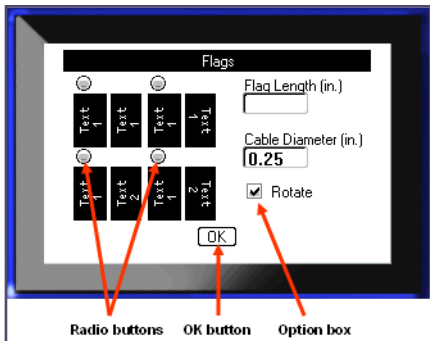 Flags
Flag Length (in.)
Text 1 Text 1 Text 1 Text 1
Cable Diameter (in.)
0.25
Text 1 Text 2 Text 1 Text 2
Rotate
OK
Radio buttons OK button Option box